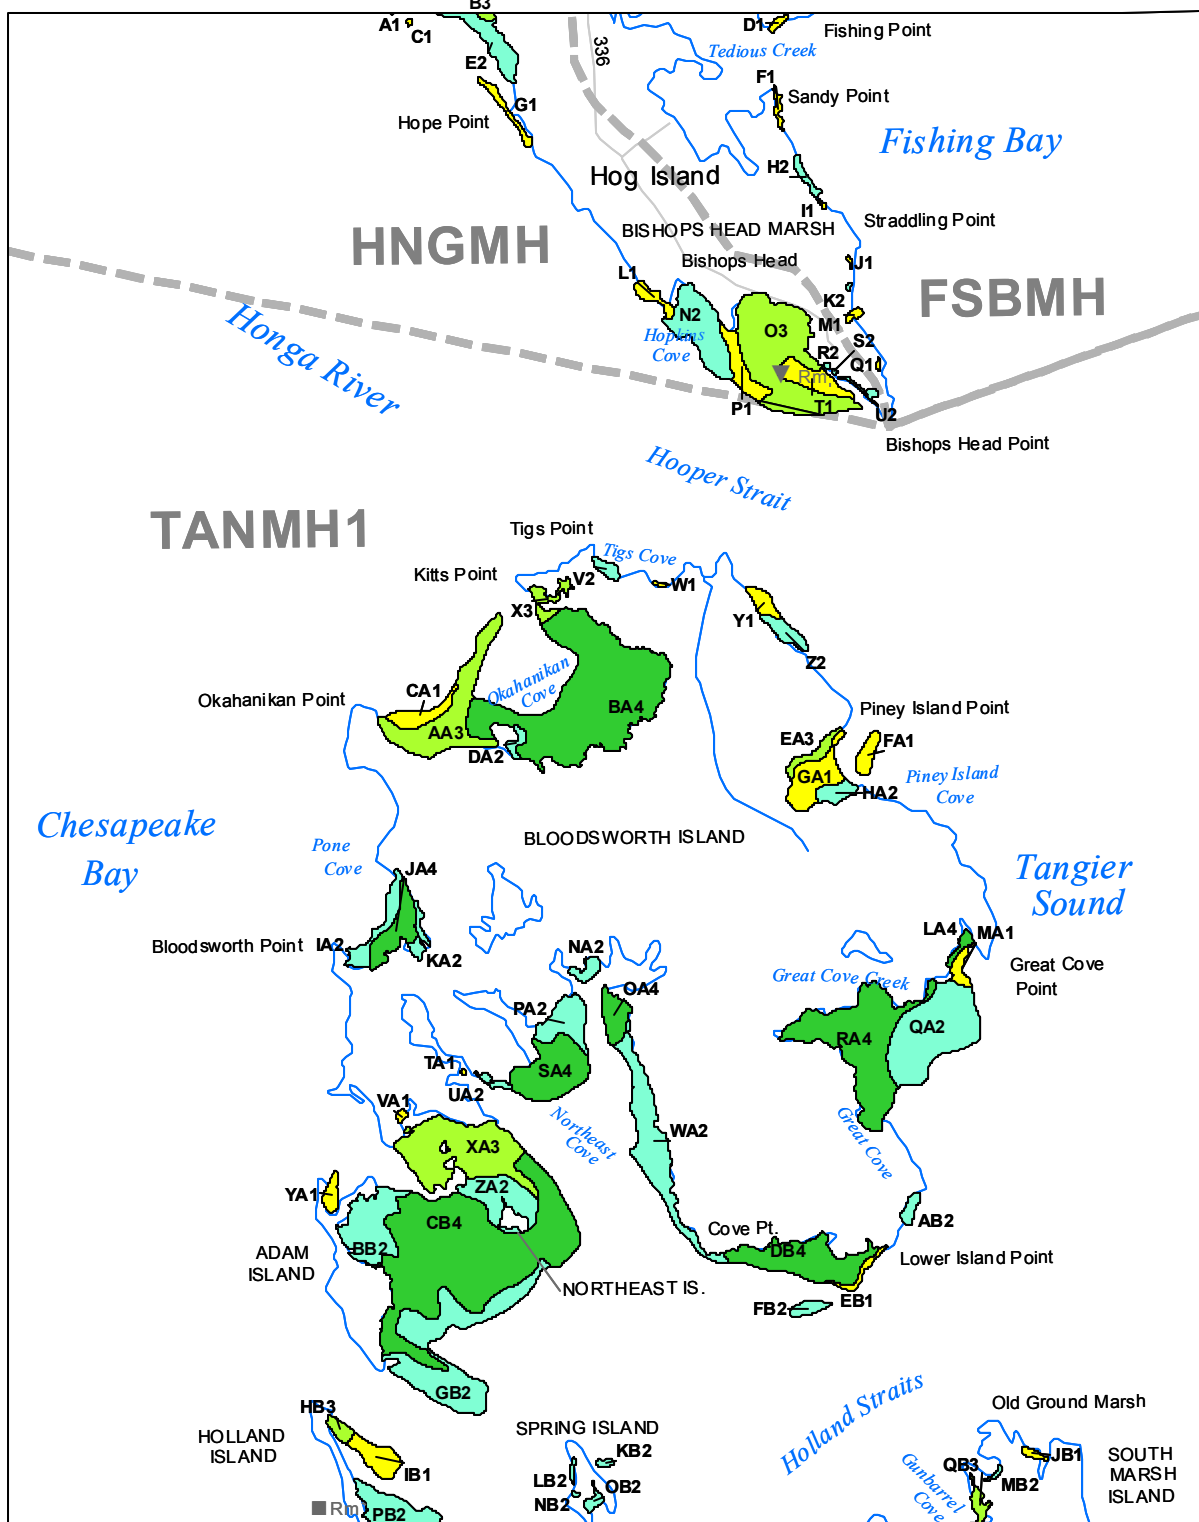 B3
A1
C1
D1
Fishing Point
336
Tedious Creek
E2
F1
Sandy Point
G1
Hope Point
Fishing Bay
H2
Hog Island
I1
Straddling Point
BISHOPS HEAD MARSH
HNGMH
Bishops Head
J1
L1
FSBMH
K2
N2
M1
O3
Honga River
Hopkins
Cove
S2
R2
Q1
Rm,
P1
T1
U2
Bishops Head Point
Hooper Strait
TANMH1
Tigs Point
Tigs Cove
Kitts Point
V2
W1
X3
Y1
Z2
Okahanikan
Cove
CA1
Okahanikan Point
BA4
Piney Island Point
AA3
EA3
FA1
DA2
GA1
Piney Island
Cove
HA2
Chesapeake
Bay
BLOODSWORTH ISLAND
Pone
Cove
JA4
Tangier
Sound
LA4
MA1
Bloodsworth Point
IA2
KA2
NA2
Great Cove
Point
Great Cove Creek
OA4
PA2
QA2
RA4
TA1
SA4
UA2
VA1
Northeast
Cove
Great Cove
WA2
XA3
YA1
ZA2
CB4
AB2
Cove Pt.
BB2
DB4
ADAM
ISLAND
Lower Island Point
NORTHEAST IS.
EB1
FB2
GB2
Holland Straits
HB3
Old Ground Marsh
HOLLAND
ISLAND
SPRING ISLAND
KB2
JB1
SOUTH
MARSH
ISLAND
IB1
QB3
LB2
OB2
MB2
NB2
Gunbarrel
Cove
Rm
PB2